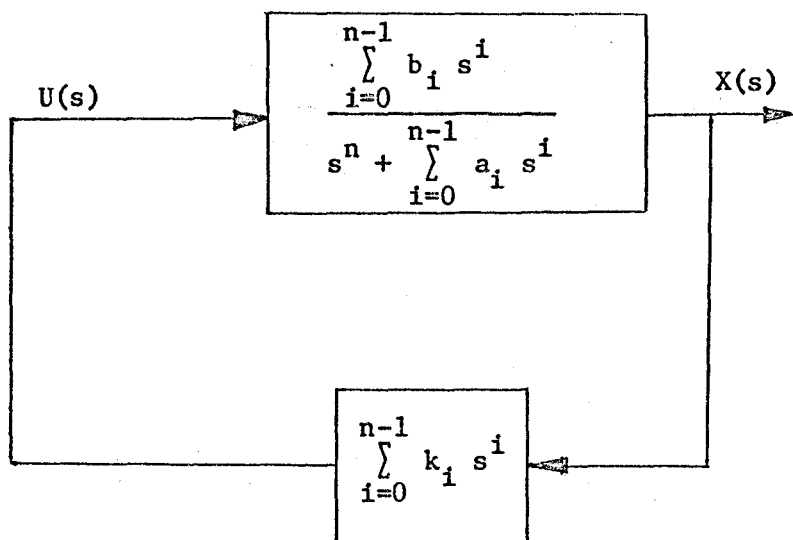 U(s)
n-1
∑ b_i s^i
i=0
s^n + ∑ a_i s^i
n-1
i=0
X(s)
n-1
∑ k_i s^i
i=0